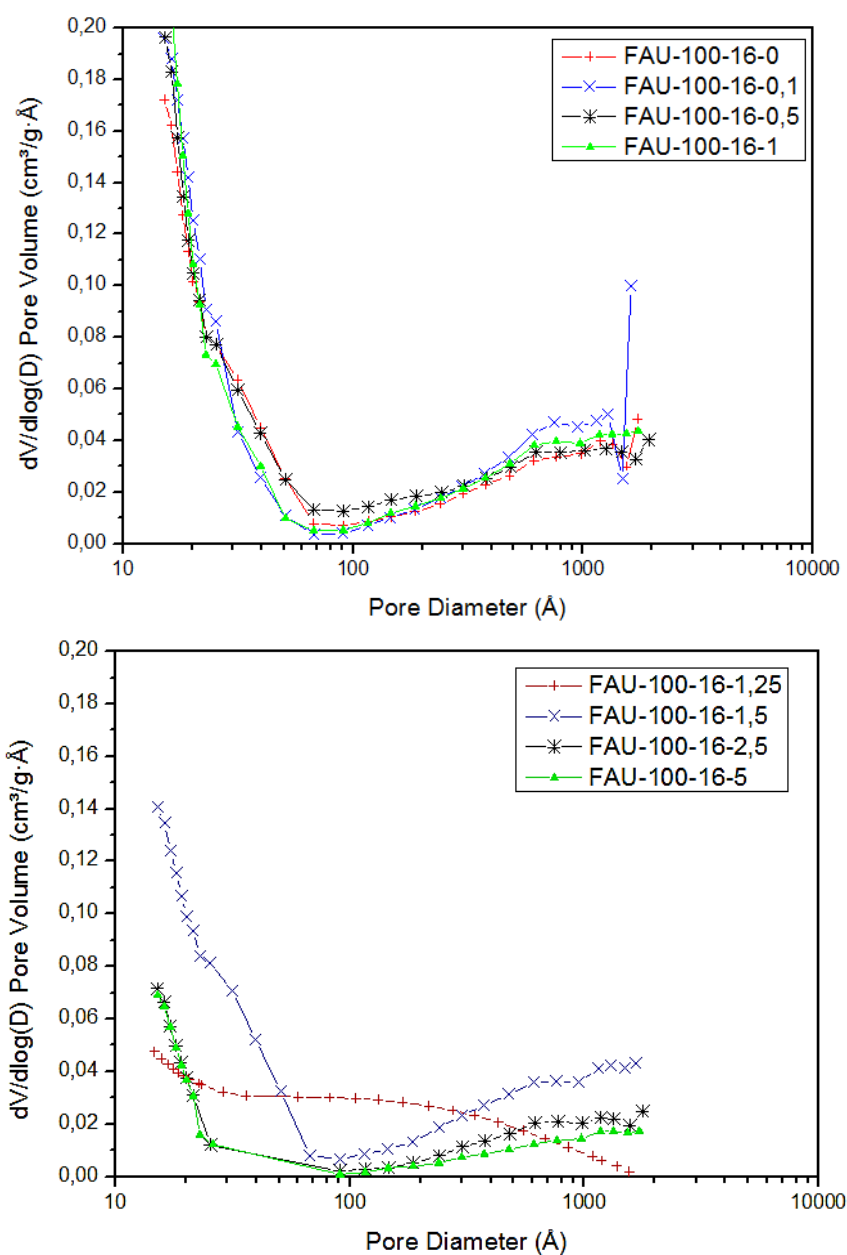 0,20
0,18
0,16
0,14
0,12
0,10
0,08
0,06
0,04
0,02
0,00
dV/dlog(D) Pore Volume (cm³/g·Å)
FAU-100-16-0
FAU-100-16-0,1
FAU-100-16-0,5
FAU-100-16-1
10
100
1000
10000
Pore Diameter (Å)
0,20
0,18
0,16
0,14
0,12
0,10
0,08
0,06
0,04
0,02
0,00
dV/dlog(D) Pore Volume (cm³/g·Å)
FAU-100-16-1,25
FAU-100-16-1,5
FAU-100-16-2,5
FAU-100-16-5
10
100
1000
10000
Pore Diameter (Å)